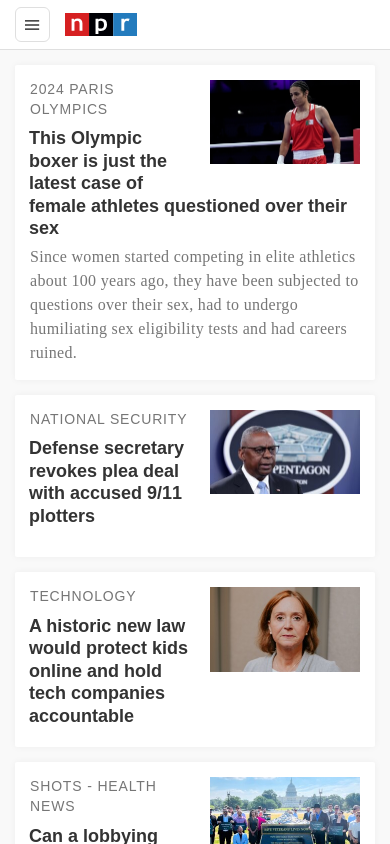 npr
2024 PARIS
OLYMPICS
This Olympic
boxer is just the
latest case of
female athletes questioned over their
sex
Since women started competing in elite athletics
about 100 years ago, they have been subjected to
questions over their sex, had to undergo
humiliating sex eligibility tests and had careers
ruined.
NATIONAL SECURITY
Defense secretary
revokes plea deal
with accused 9/11
plotters
PENTAGON
TECHNOLOGY
A historic new law
would protect kids
online and hold
tech companies
accountable
SHOTS - HEALTH
NEWS
Can a lobbying